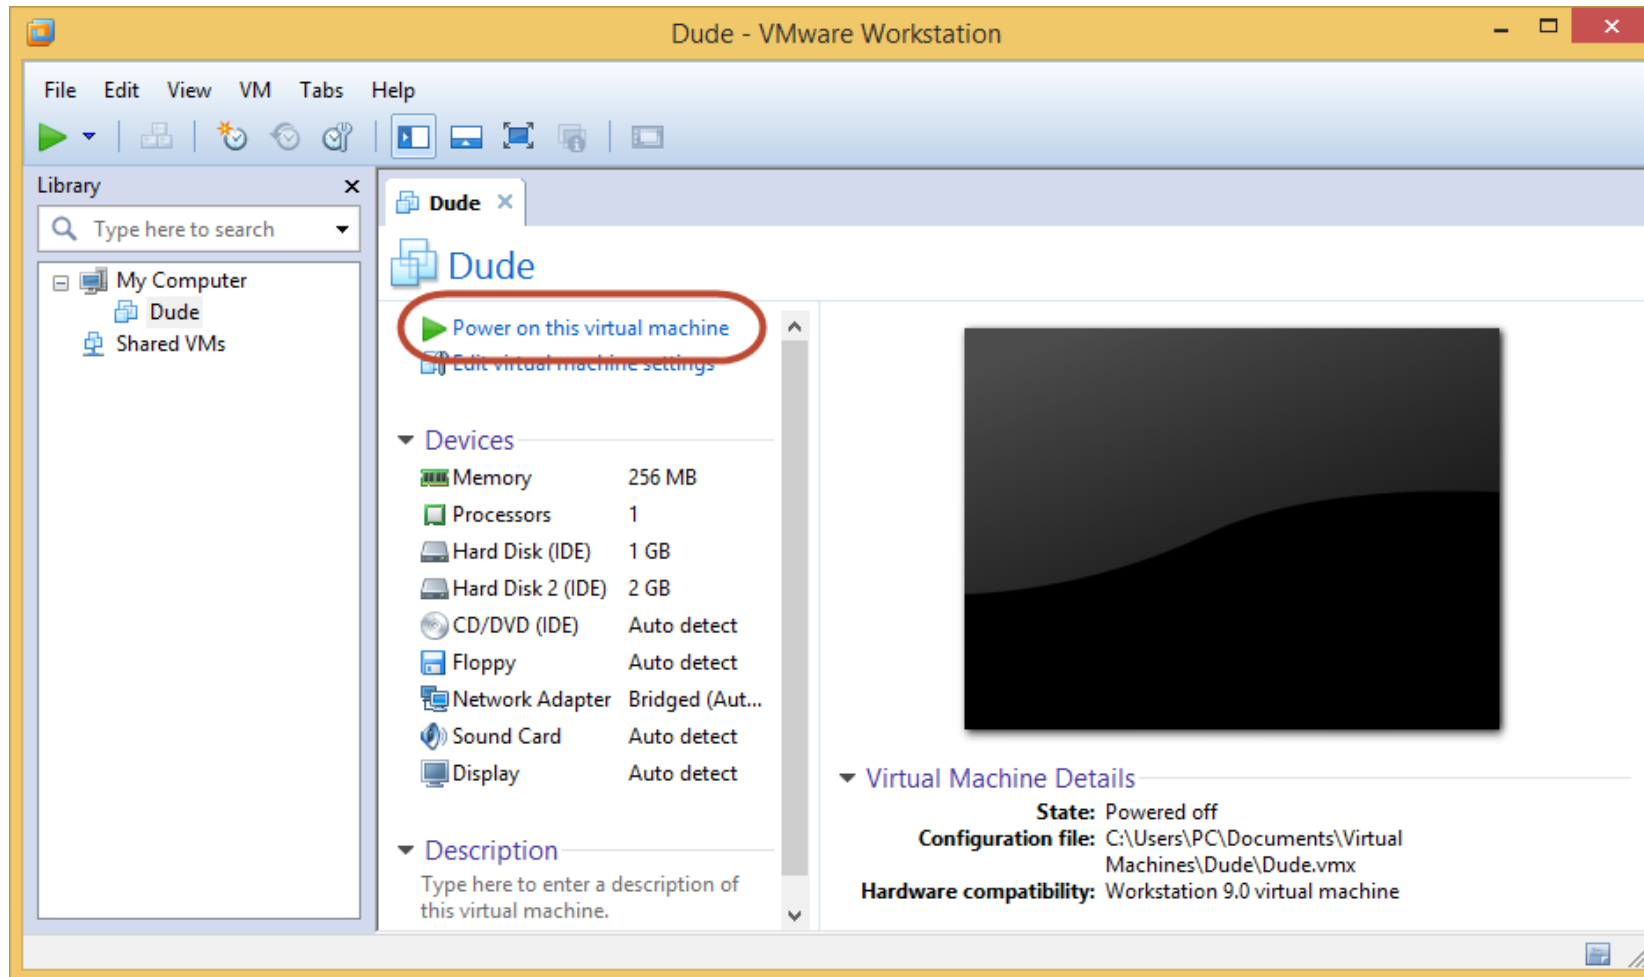 Dude - VMware Workstation
File Edit View VM Tabs Help
Library
Type here to search
My Computer
Dude
Shared VMs
Dude
Dude
Power on this virtual machine
Edit virtual machine settings
Devices
Memory 256 MB
Processors 1
Hard Disk (IDE) 1 GB
Hard Disk 2 (IDE) 2 GB
CD/DVD (IDE) Auto detect
Floppy Auto detect
Network Adapter Bridged (Aut...
Sound Card Auto detect
Display Auto detect
Description
Type here to enter a description of
this virtual machine.
Virtual Machine Details
State: Powered off
Configuration file: C:\Users\PC\Documents\Virtual
Machines\Dude\Dude.vmx
Hardware compatibility: Workstation 9.0 virtual machine